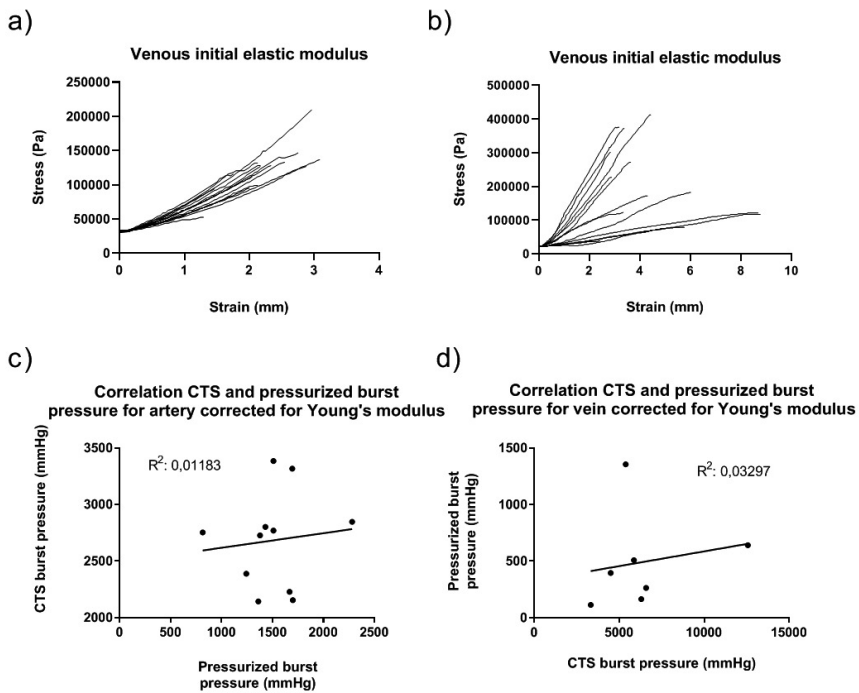 a)
Venous initial elastic modulus
Stress (Pa)
250000
200000
150000
100000
50000
0
0 1 2 3 4
Strain (mm)
b)
Venous initial elastic modulus
Stress (Pa)
500000
400000
300000
200000
100000
0
0 2 4 6 8 10
Strain (mm)
c)
Correlation CTS and pressurized burst
pressure for artery corrected for Young's modulus
R²: 0,01183
CTS burst pressure (mmHg)
3500
3000
2500
2000
0 500 1000 1500 2000 2500
Pressurized burst
pressure (mmHg)
d)
Correlation CTS and pressurized burst
pressure for vein corrected for Young's modulus
R²: 0,03297
Pressurized burst
pressure (mmHg)
1500
1000
500
0
0 5000 10000 15000
CTS burst pressure (mmHg)